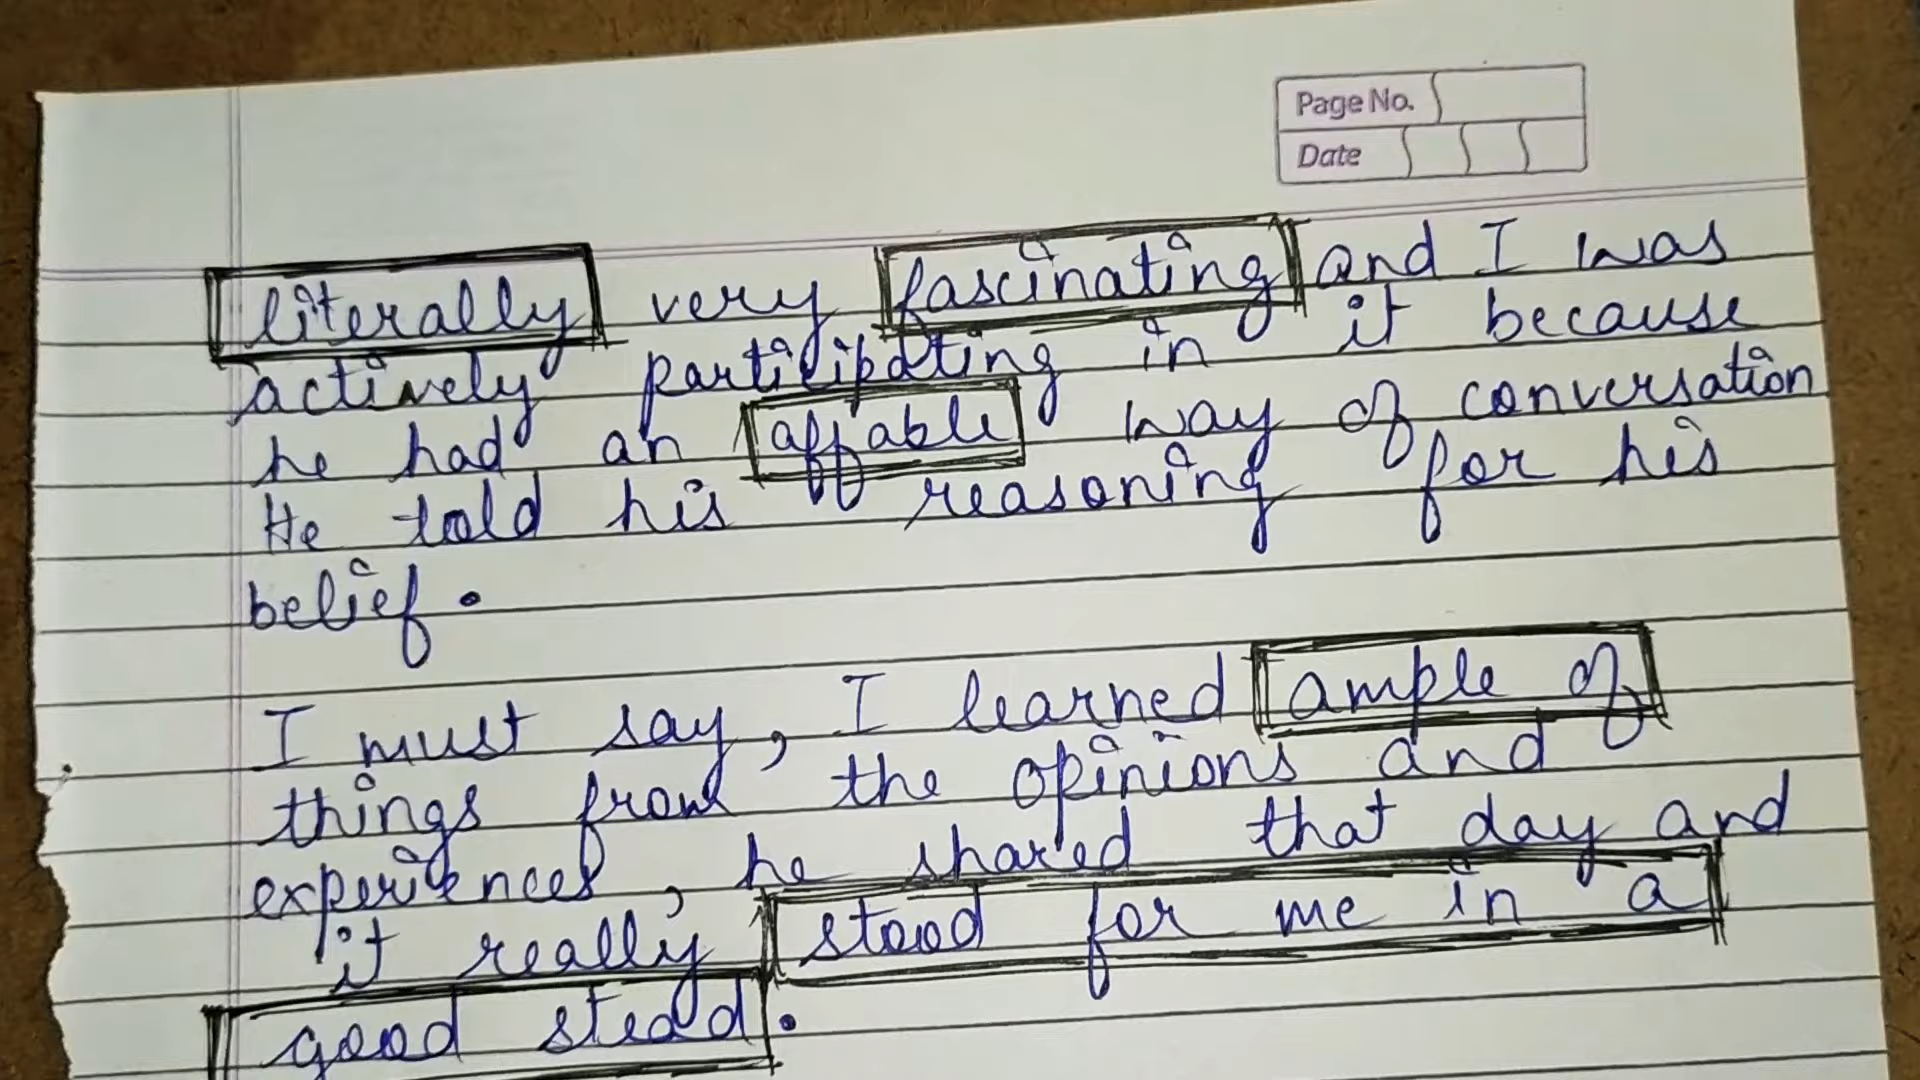 Page No.
Date
literally very fascinating and I was
actively participating in it because
he had an affable way of conversation
He told his reasoning for his
belief.
I must say, I learned ample of
things from the opinions and
experiences, he shared that day and
it really stood for me in a
good stead.